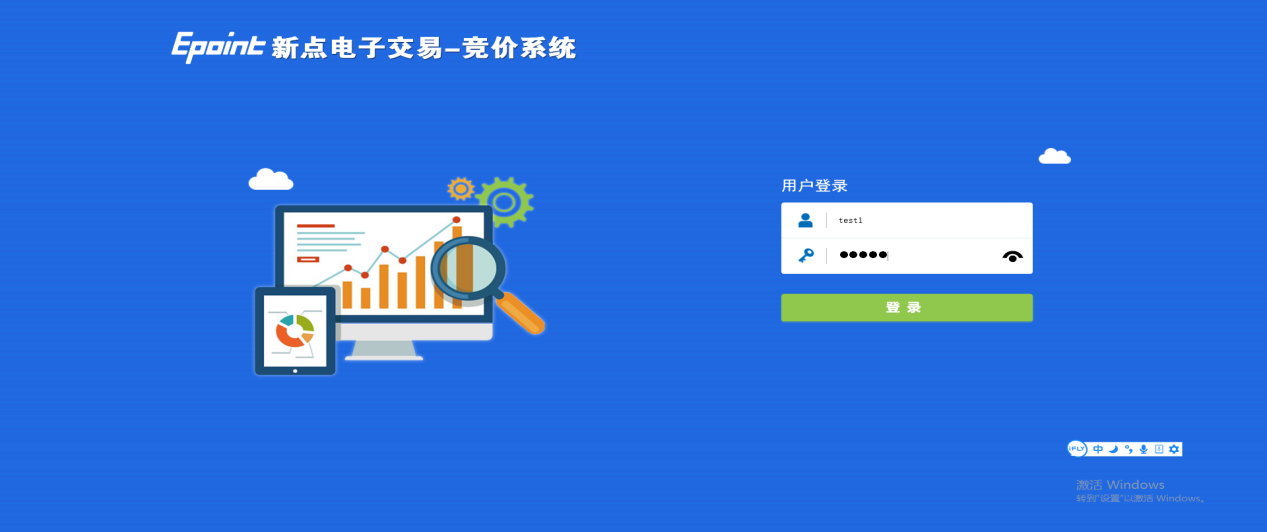 Epoint 新点电子交易-竞价系统
用户登录
test1
●●●●●
登 录
iFLY 中
激活 Windows
转到"设置"以激活 Windows。